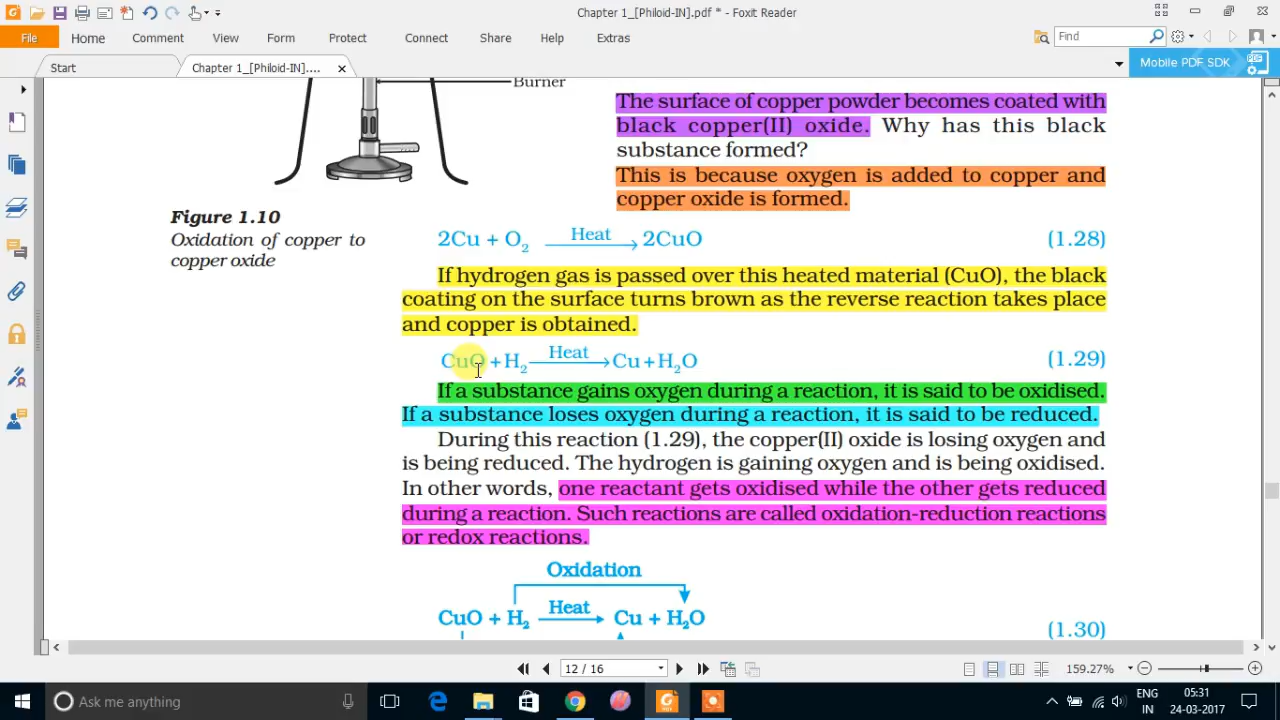 Chapter 1_[Philoid-IN].pdf * - Foxit Reader
File Home Comment View Form Protect Connect Share Help Extras
Find
Start Chapter 1_[Philoid-IN]....
Mobile PDF SDK
Burner
The surface of copper powder becomes coated with
black copper(II) oxide. Why has this black
substance formed?
This is because oxygen is added to copper and
copper oxide is formed.
Figure 1.10
Oxidation of copper to
copper oxide
2Cu + O₂ Heat→ 2CuO (1.28)
If hydrogen gas is passed over this heated material (CuO), the black
coating on the surface turns brown as the reverse reaction takes place
and copper is obtained.
CuO + H₂ Heat→ Cu + H₂O (1.29)
If a substance gains oxygen during a reaction, it is said to be oxidised.
If a substance loses oxygen during a reaction, it is said to be reduced.
During this reaction (1.29), the copper(II) oxide is losing oxygen and
is being reduced. The hydrogen is gaining oxygen and is being oxidised.
In other words, one reactant gets oxidised while the other gets reduced
during a reaction. Such reactions are called oxidation-reduction reactions
or redox reactions.
Oxidation
CuO + H₂ Heat→ Cu + H₂O (1.30)
12 / 16
159.27%
Ask me anything
ENG
IN
05:31
24-03-2017